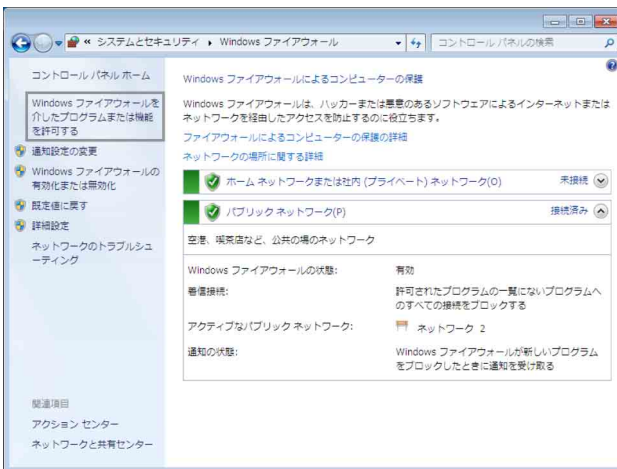 « システムとセキュリティ ▸ Windows ファイアウォール
コントロール パネルの検索
コントロール パネル ホーム
Windows ファイアウォールを
介したプログラムまたは機能
を許可する
通知設定の変更
Windows ファイアウォールの
有効化または無効化
既定値に戻す
詳細設定
ネットワークのトラブルシュ
ーティング
関連項目
アクション センター
ネットワークと共有センター
Windows ファイアウォールによるコンピューターの保護
Windows ファイアウォールは、ハッカーまたは悪意のあるソフトウェアによるインターネットまたは
ネットワークを経由したアクセスを防止するのに役立ちます。
ファイアウォールによるコンピューターの保護の詳細
ネットワークの場所に関する詳細
ホーム ネットワークまたは社内 (プライベート) ネットワーク(O) 未接続
パブリック ネットワーク(P) 接続済み
空港、喫茶店など、公共の場のネットワーク
Windows ファイアウォールの状態: 有効
着信接続: 許可されたプログラムの一覧にないプログラムへ
のすべての接続をブロックする
アクティブなパブリック ネットワーク: ネットワーク 2
通知の状態: Windows ファイアウォールが新しいプログラム
をブロックしたときに通知を受け取る